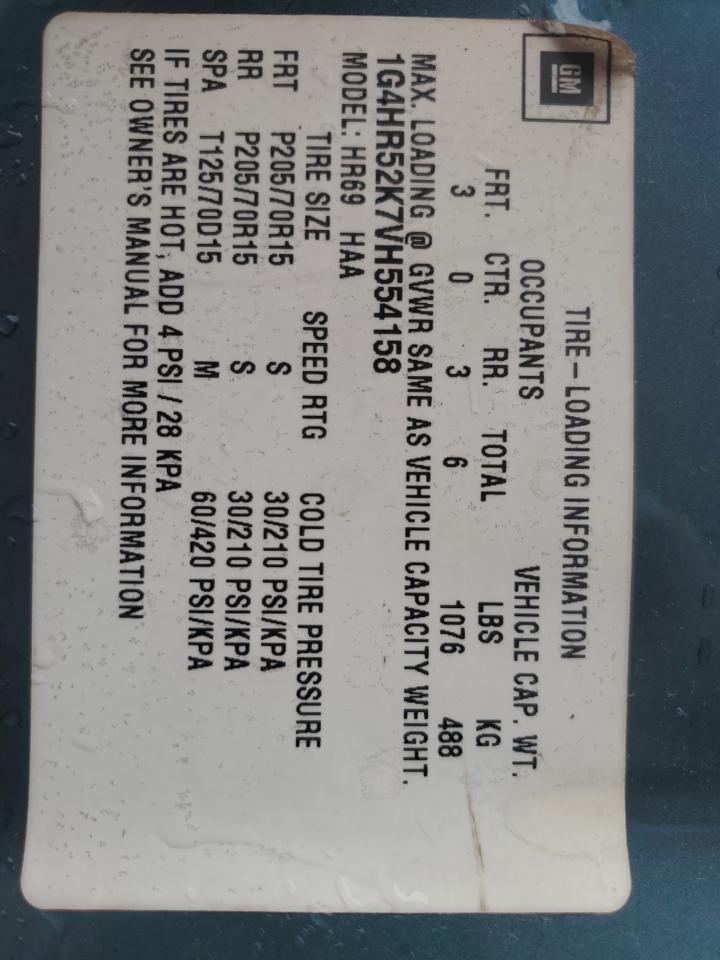 GM
TIRE-LOADING INFORMATION
OCCUPANTS VEHICLE CAP. WT.
FRT. CTR. RR. TOTAL LBS KG
3 0 3 6 1076 488
MAX. LOADING @ GVWR SAME AS VEHICLE CAPACITY WEIGHT.
1G4HR52K7VH554158
MODEL: HR69 HAA
TIRE SIZE SPEED RTG COLD TIRE PRESSURE
FRT P205/70R15 S 30/210 PSI/KPA
RR P205/70R15 S 30/210 PSI/KPA
SPA T125/70D15 M 60/420 PSI/KPA
IF TIRES ARE HOT, ADD 4 PSI / 28 KPA
SEE OWNER'S MANUAL FOR MORE INFORMATION